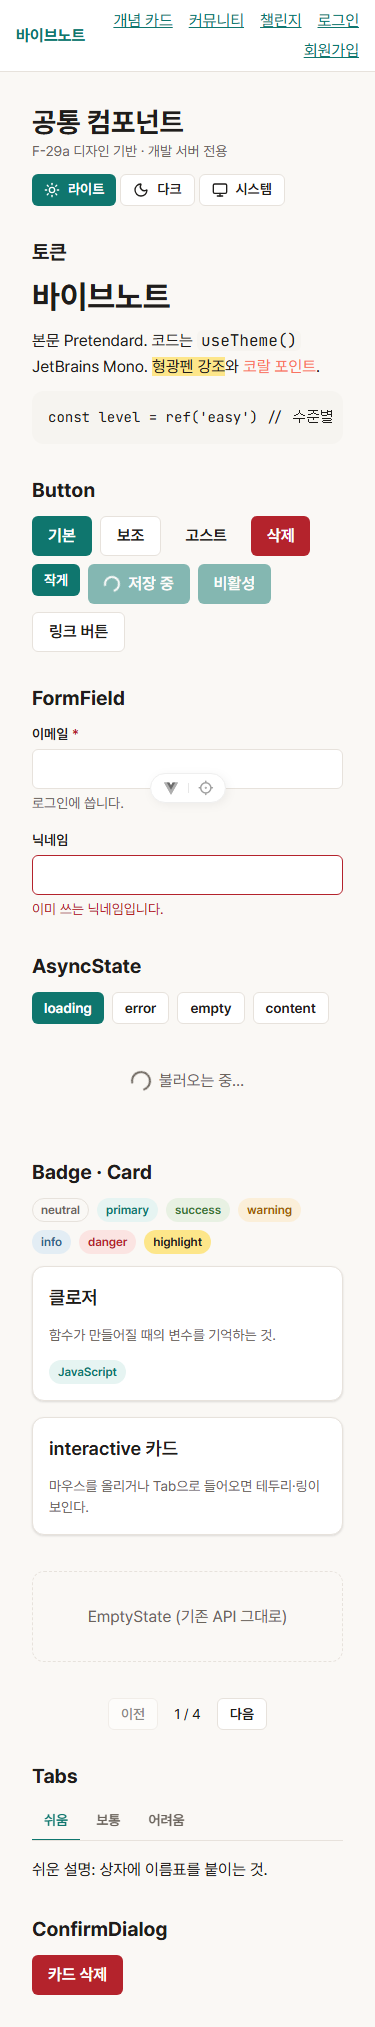 바이브노트
개념 카드 커뮤니티 챌린지 로그인
회원가입
공통 컴포넌트
F-29a 디자인 기반 · 개발 서버 전용
라이트 다크 시스템
토큰
바이브노트
본문 Pretendard. 코드는 useTheme()
JetBrains Mono. 형광펜 강조와 코랄 포인트.
const level = ref('easy') // 수준별
Button
기본 보조 고스트 삭제
작게 저장 중 비활성
링크 버튼
FormField
이메일 *
로그인에 씁니다.
닉네임
이미 쓰는 닉네임입니다.
AsyncState
loading error empty content
불러오는 중…
Badge · Card
neutral primary success warning
info danger highlight
클로저
함수가 만들어질 때의 변수를 기억하는 것.
JavaScript
interactive 카드
마우스를 올리거나 Tab으로 들어오면 테두리·링이
보인다.
EmptyState (기존 API 그대로)
이전 1 / 4 다음
Tabs
쉬움 보통 어려움
쉬운 설명: 상자에 이름표를 붙이는 것.
ConfirmDialog
카드 삭제